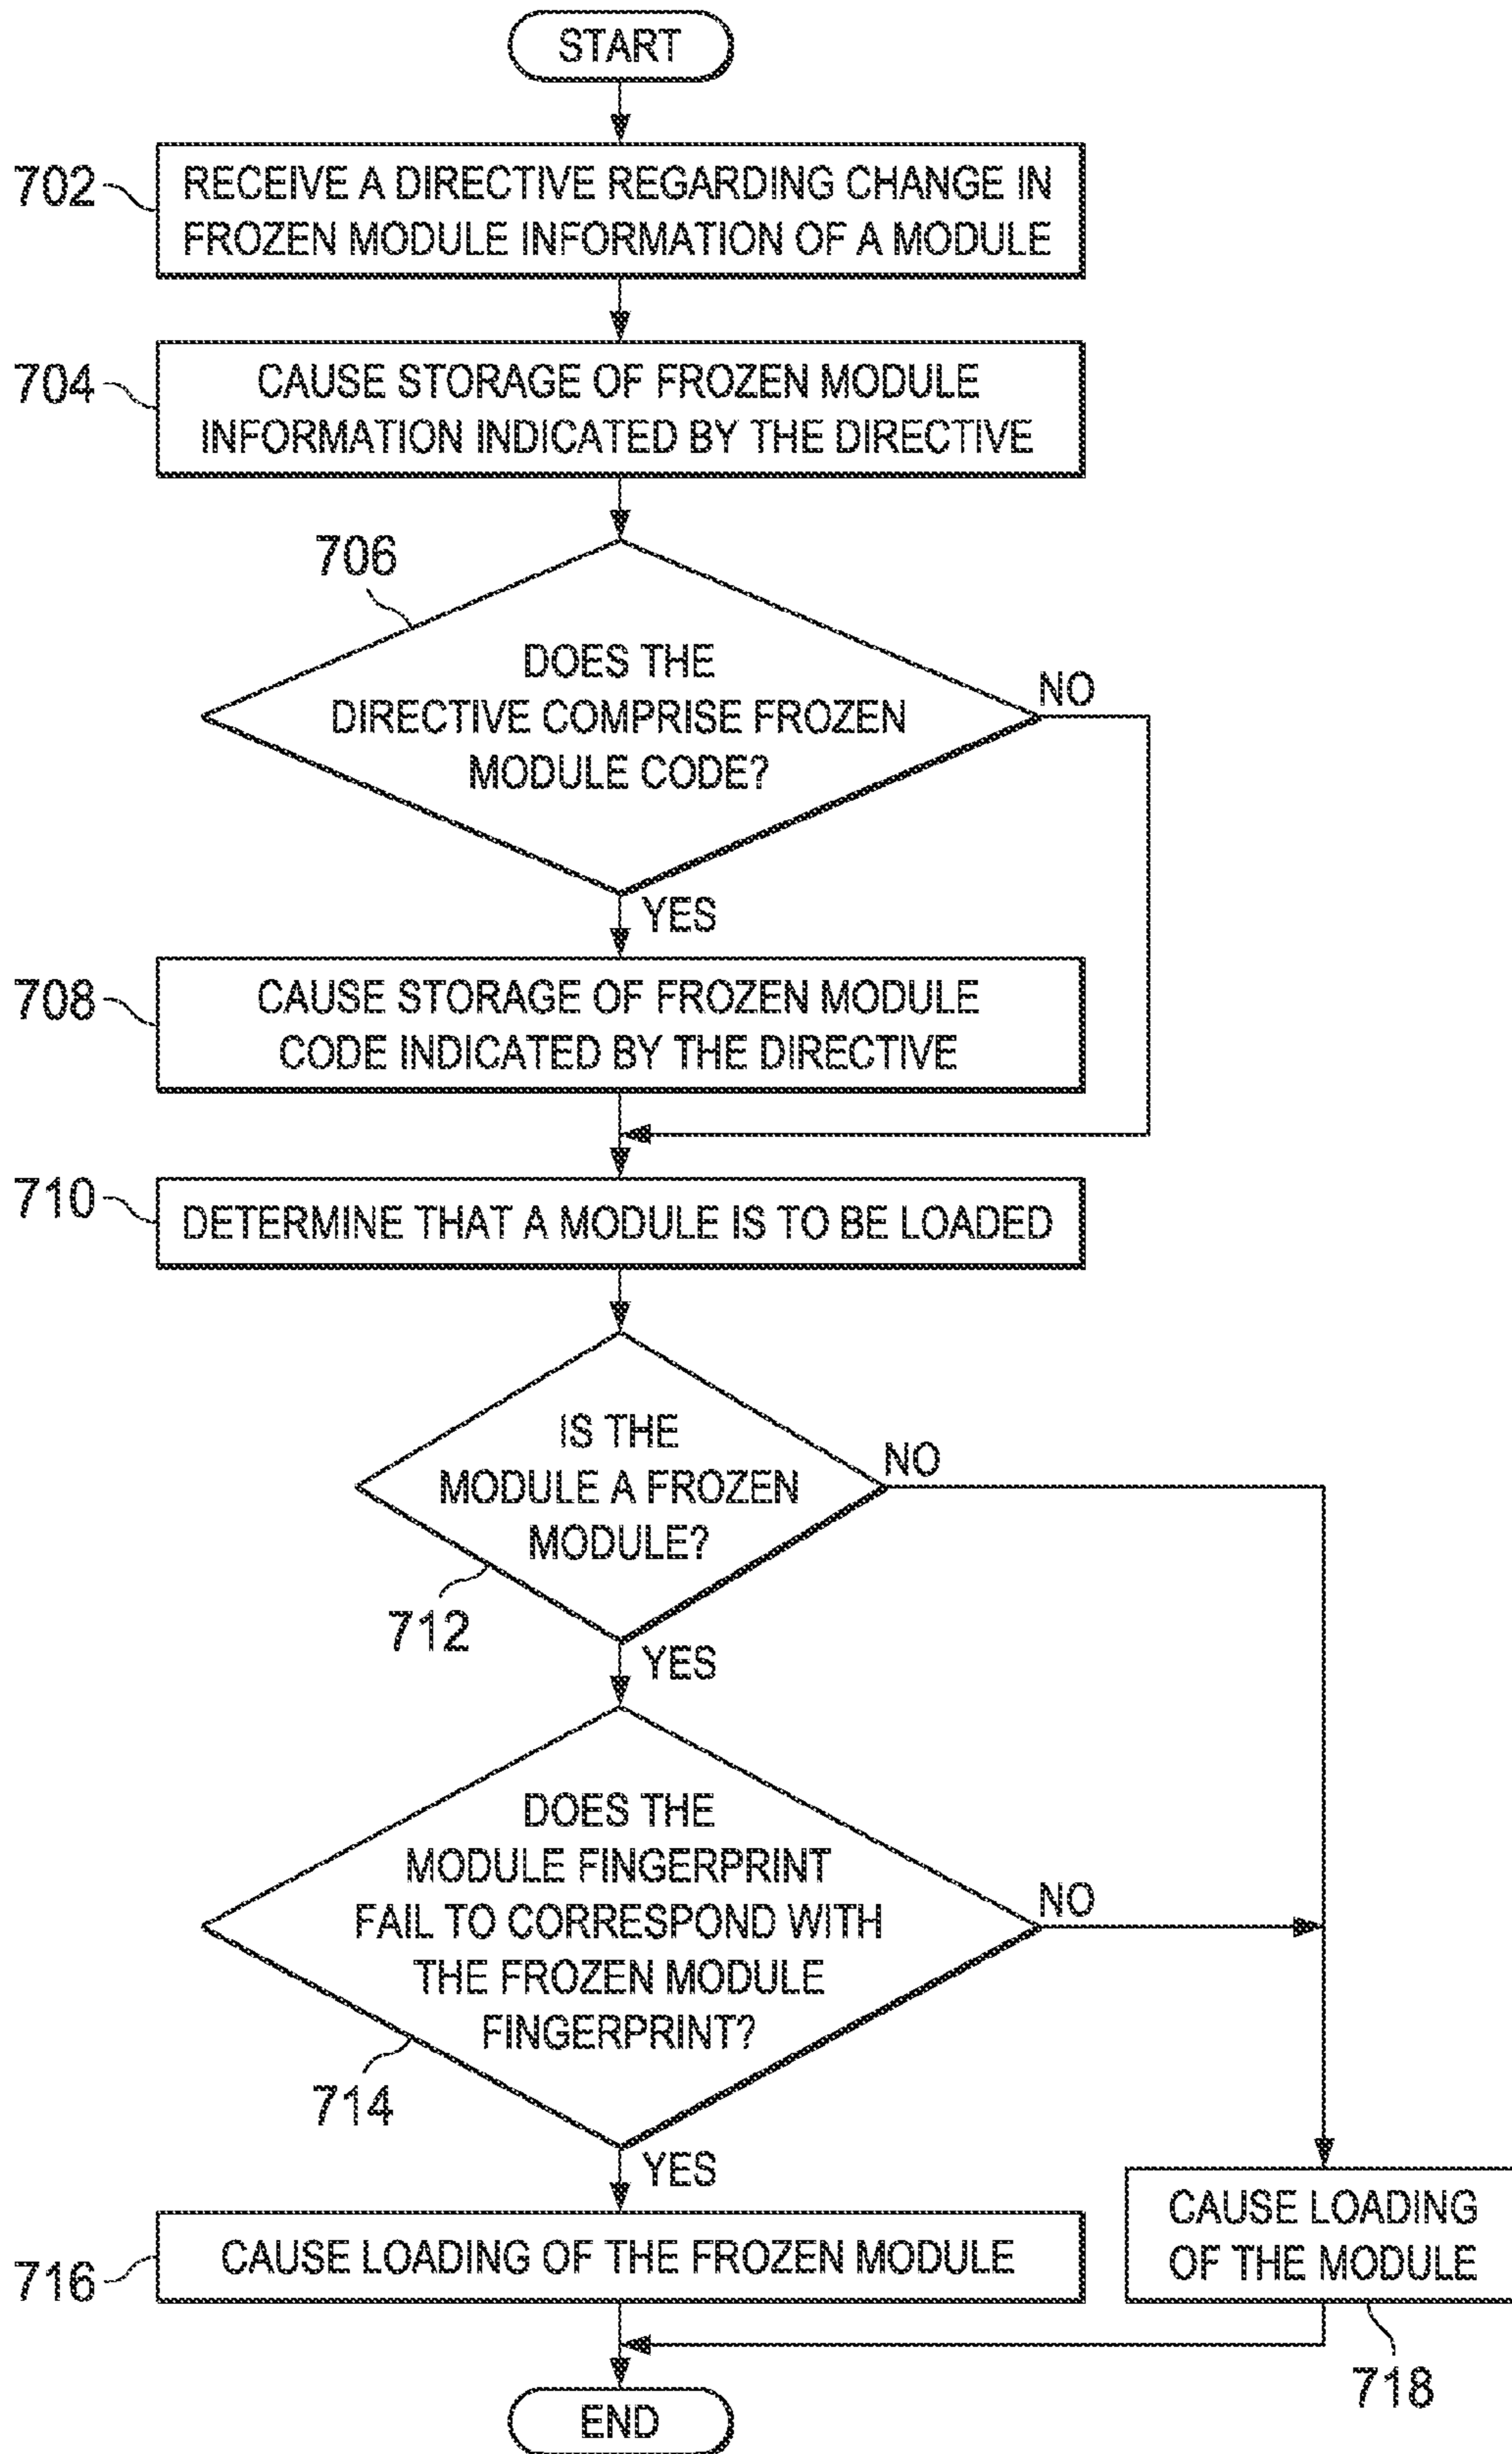 START
702
RECEIVE A DIRECTIVE REGARDING CHANGE IN
FROZEN MODULE INFORMATION OF A MODULE
704
CAUSE STORAGE OF FROZEN MODULE
INFORMATION INDICATED BY THE DIRECTIVE
706
DOES THE
DIRECTIVE COMPRISE FROZEN
MODULE CODE?
NO
YES
708
CAUSE STORAGE OF FROZEN MODULE
CODE INDICATED BY THE DIRECTIVE
710
DETERMINE THAT A MODULE IS TO BE LOADED
IS THE
MODULE A FROZEN
MODULE?
NO
712
YES
DOES THE
MODULE FINGERPRINT
FAIL TO CORRESPOND WITH
THE FROZEN MODULE
FINGERPRINT?
NO
714
YES
716
CAUSE LOADING OF THE FROZEN MODULE
CAUSE LOADING
OF THE MODULE
718
END